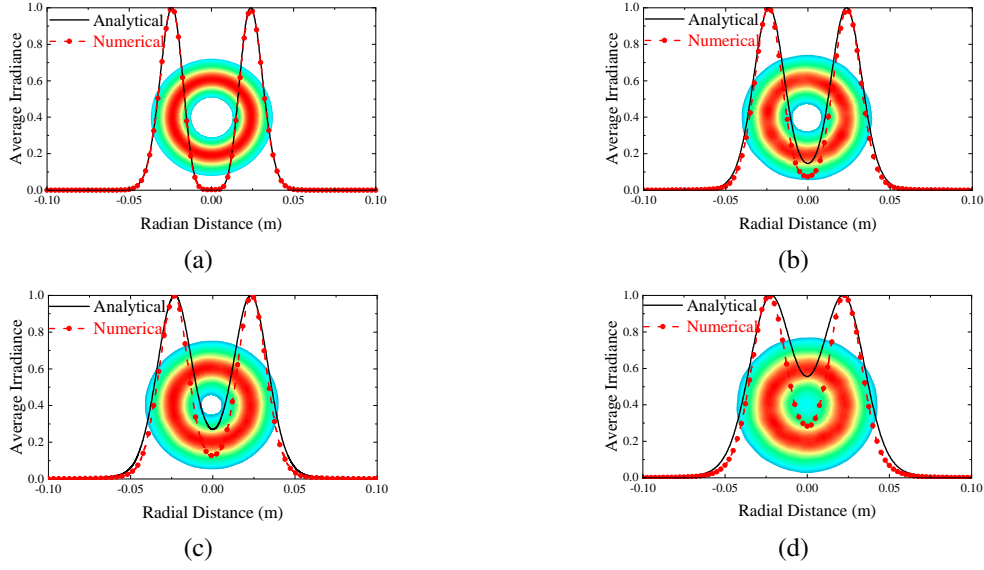 1.0
0.8
0.6
0.4
0.2
0.0
Average Irradiance
Analytical
Numerical
-0.10 -0.05 0.00 0.05 0.10
Radian Distance (m)
(a)
1.0
0.8
0.6
0.4
0.2
0.0
Average Irradiance
Analytical
Numerical
-0.10 -0.05 0.00 0.05 0.10
Radial Distance (m)
(b)
1.0
0.8
0.6
0.4
0.2
0.0
Average Irradiance
Analytical
Numerical
-0.10 -0.05 0.00 0.05 0.10
Radial Distance (m)
(c)
1.0
0.8
0.6
0.4
0.2
0.0
Average Irradiance
Analytical
Numerical
-0.10 -0.05 0.00 0.05 0.10
Radial Distance (m)
(d)